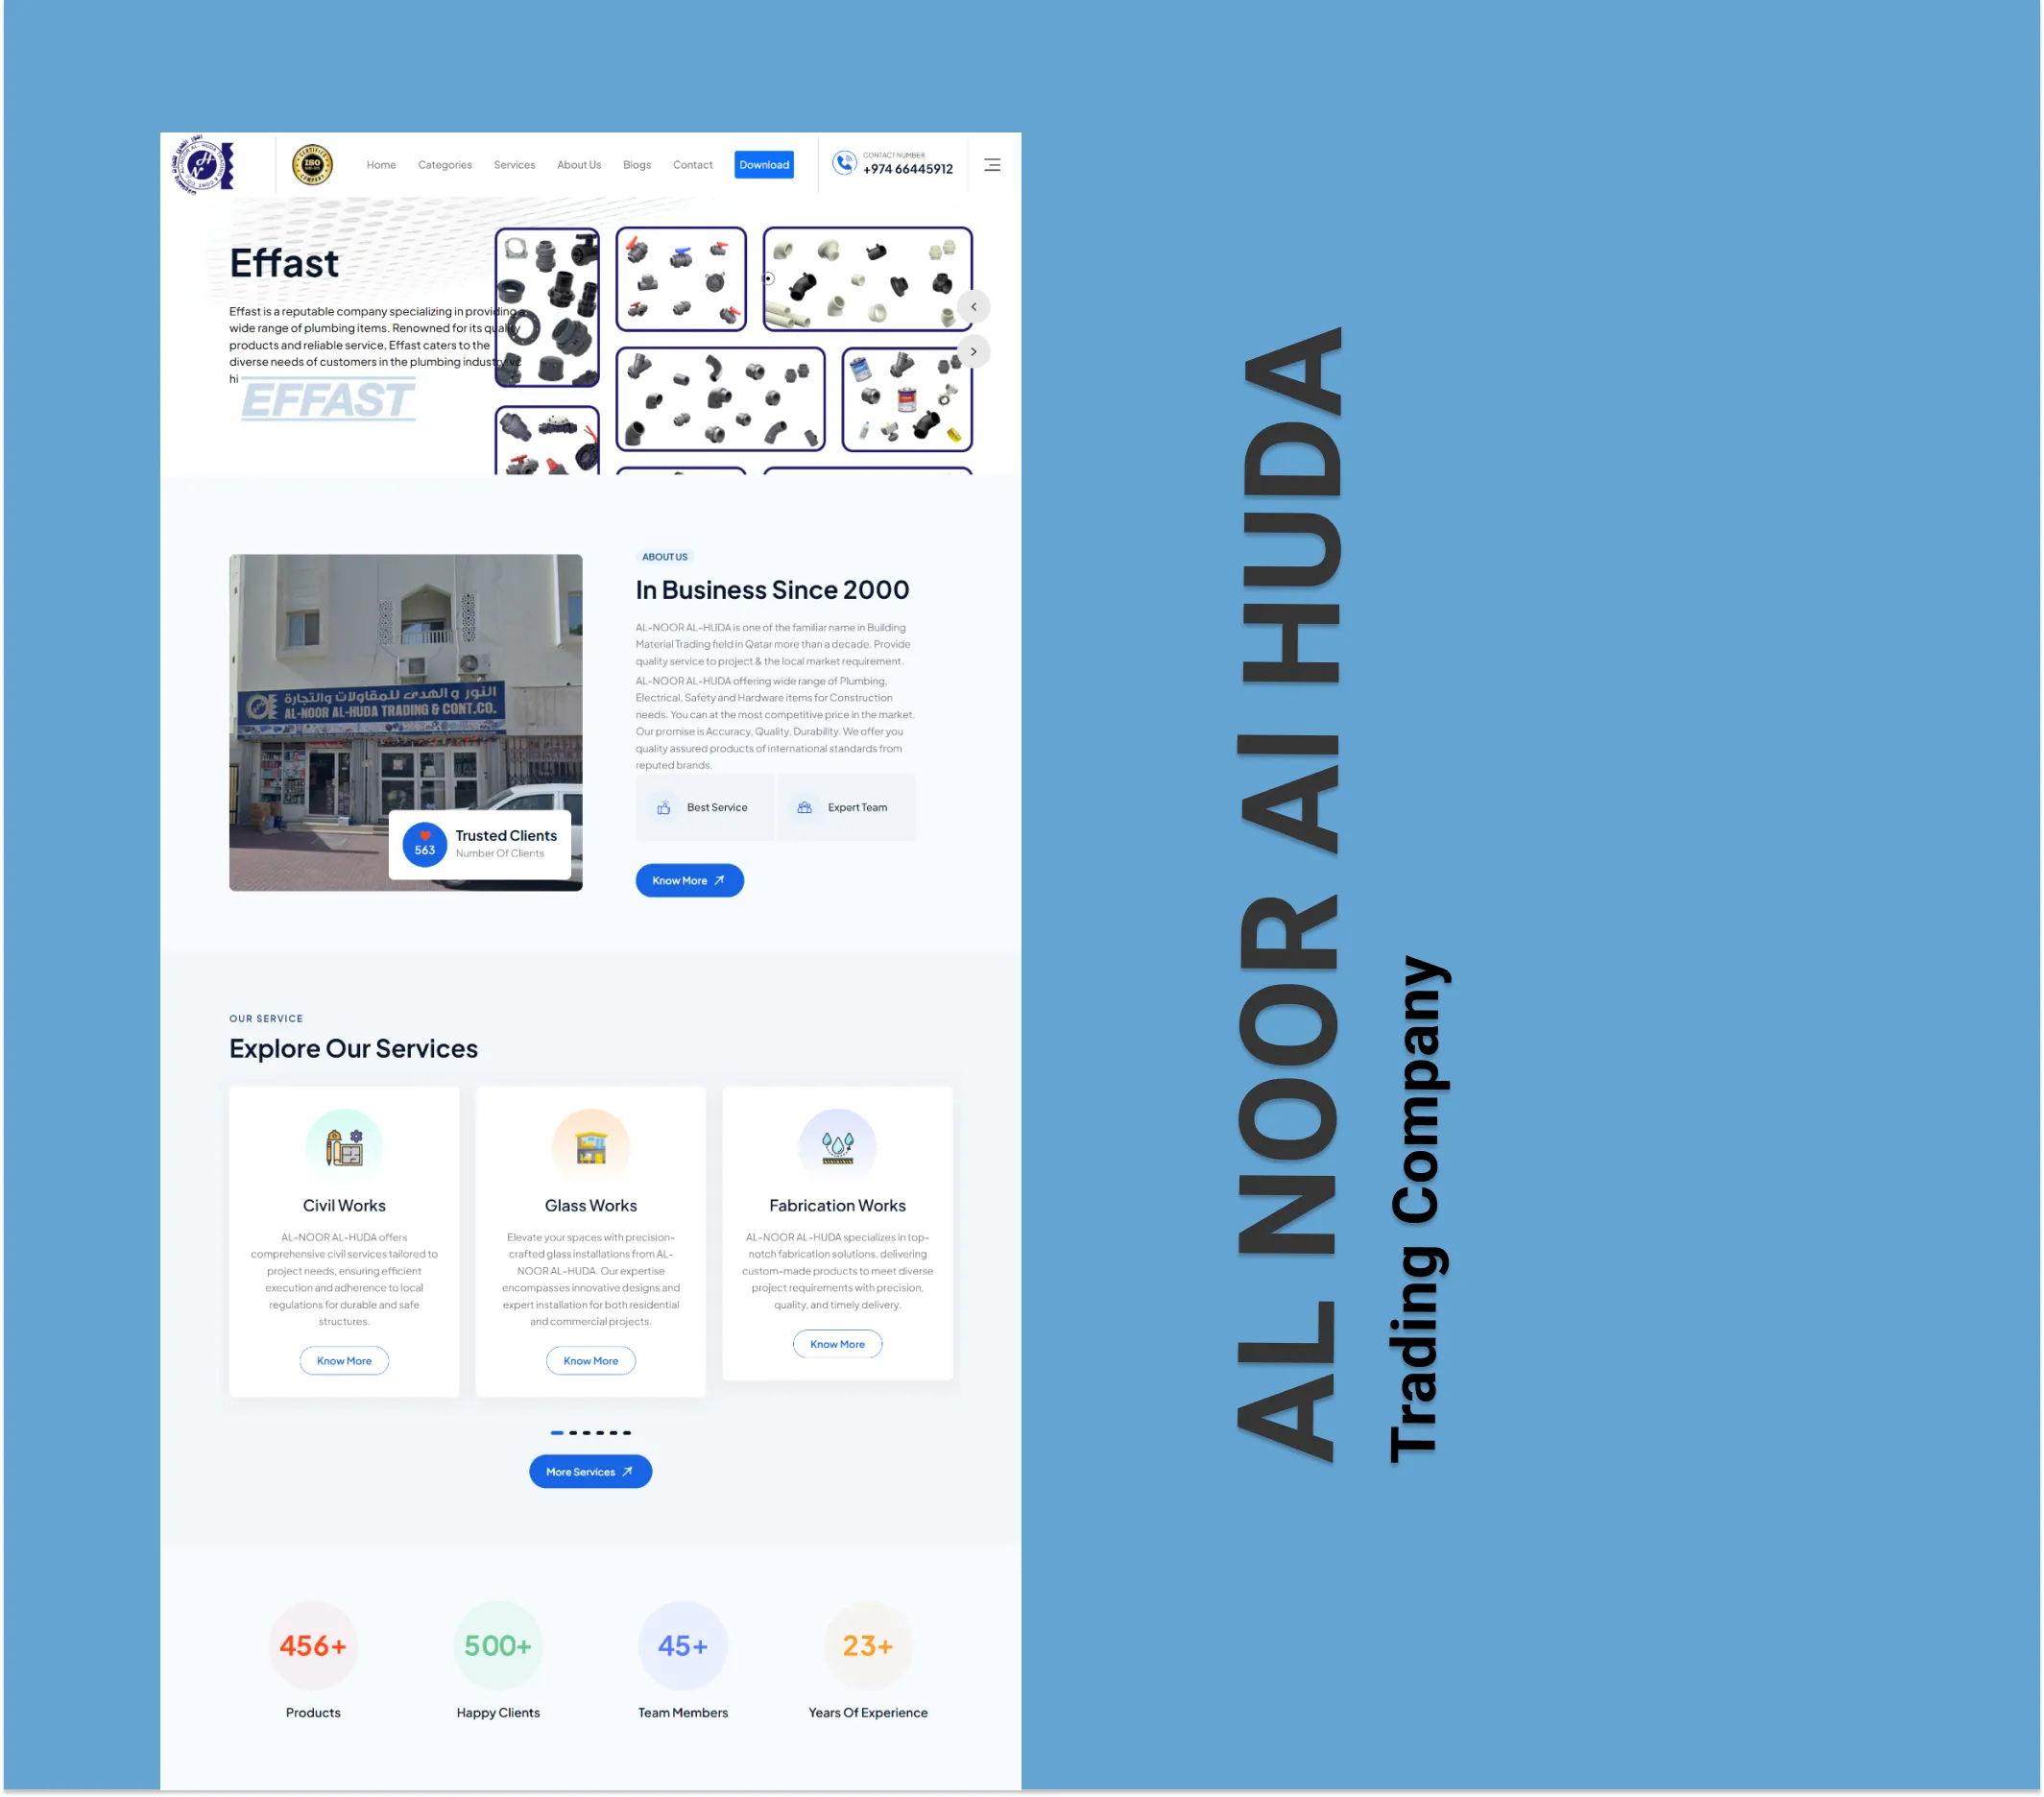 CERTIFIED
ISO
COMPANY
Home
Categories
Services
About Us
Blogs
Contact
Download
CONTACT NUMBER
+974 66445912
Effast
Effast is a reputable company specializing in providing a
wide range of plumbing items. Renowned for its quality
products and reliable service, Effast caters to the
diverse needs of customers in the plumbing industry.vc
hi
EFFAST
النور و الهدى للمقاولات والتجارة
AL-NOOR AL-HUDA TRADING & CONT.CO.
563
Trusted Clients
Number Of Clients
ABOUT US
In Business Since 2000
AL-NOOR AL-HUDA is one of the familiar name in Building
Material Trading field in Qatar more than a decade. Provide
quality service to project & the local market requirement.
AL-NOOR AL-HUDA offering wide range of Plumbing,
Electrical, Safety and Hardware items for Construction
needs. You can at the most competitive price in the market.
Our promise is Accuracy, Quality, Durability. We offer you
quality assured products of international standards from
reputed brands.
Best Service
Expert Team
Know More
OUR SERVICE
Explore Our Services
Civil Works
AL-NOOR AL-HUDA offers
comprehensive civil services tailored to
project needs, ensuring efficient
execution and adherence to local
regulations for durable and safe
structures.
Know More
Glass Works
Elevate your spaces with precision-
crafted glass installations from AL-
NOOR AL-HUDA. Our expertise
encompasses innovative designs and
expert installation for both residential
and commercial projects.
Know More
Fabrication Works
AL-NOOR AL-HUDA specializes in top-
notch fabrication solutions, delivering
custom-made products to meet diverse
project requirements with precision,
quality, and timely delivery.
Know More
More Services
456+
Products
500+
Happy Clients
45+
Team Members
23+
Years Of Experience
AL NOOR Al HUDA
Trading Company